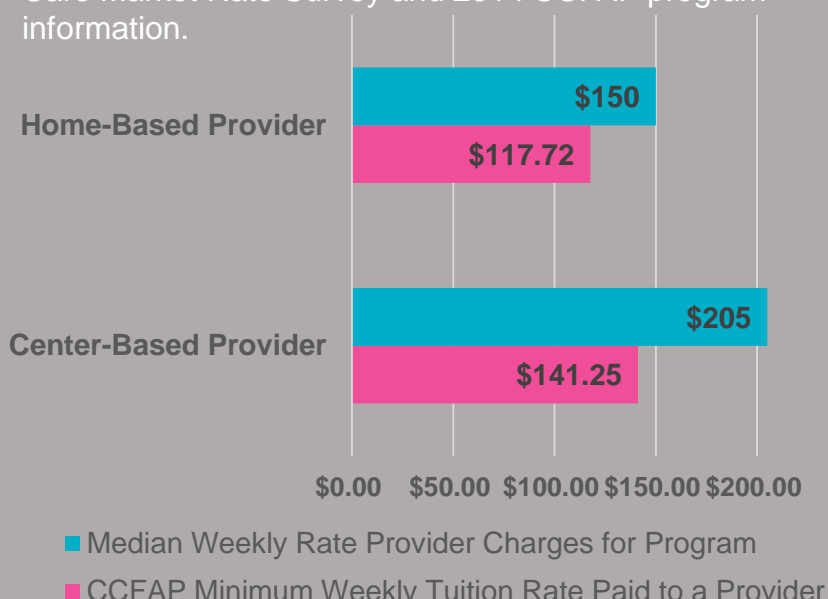 information.
Home-Based Provider
$150
$117.72
Center-Based Provider
$205
$141.25
$0.00 $50.00 $100.00 $150.00 $200.00
Median Weekly Rate Provider Charges for Program
CCFAP Minimum Weekly Tuition Rate Paid to a Provider